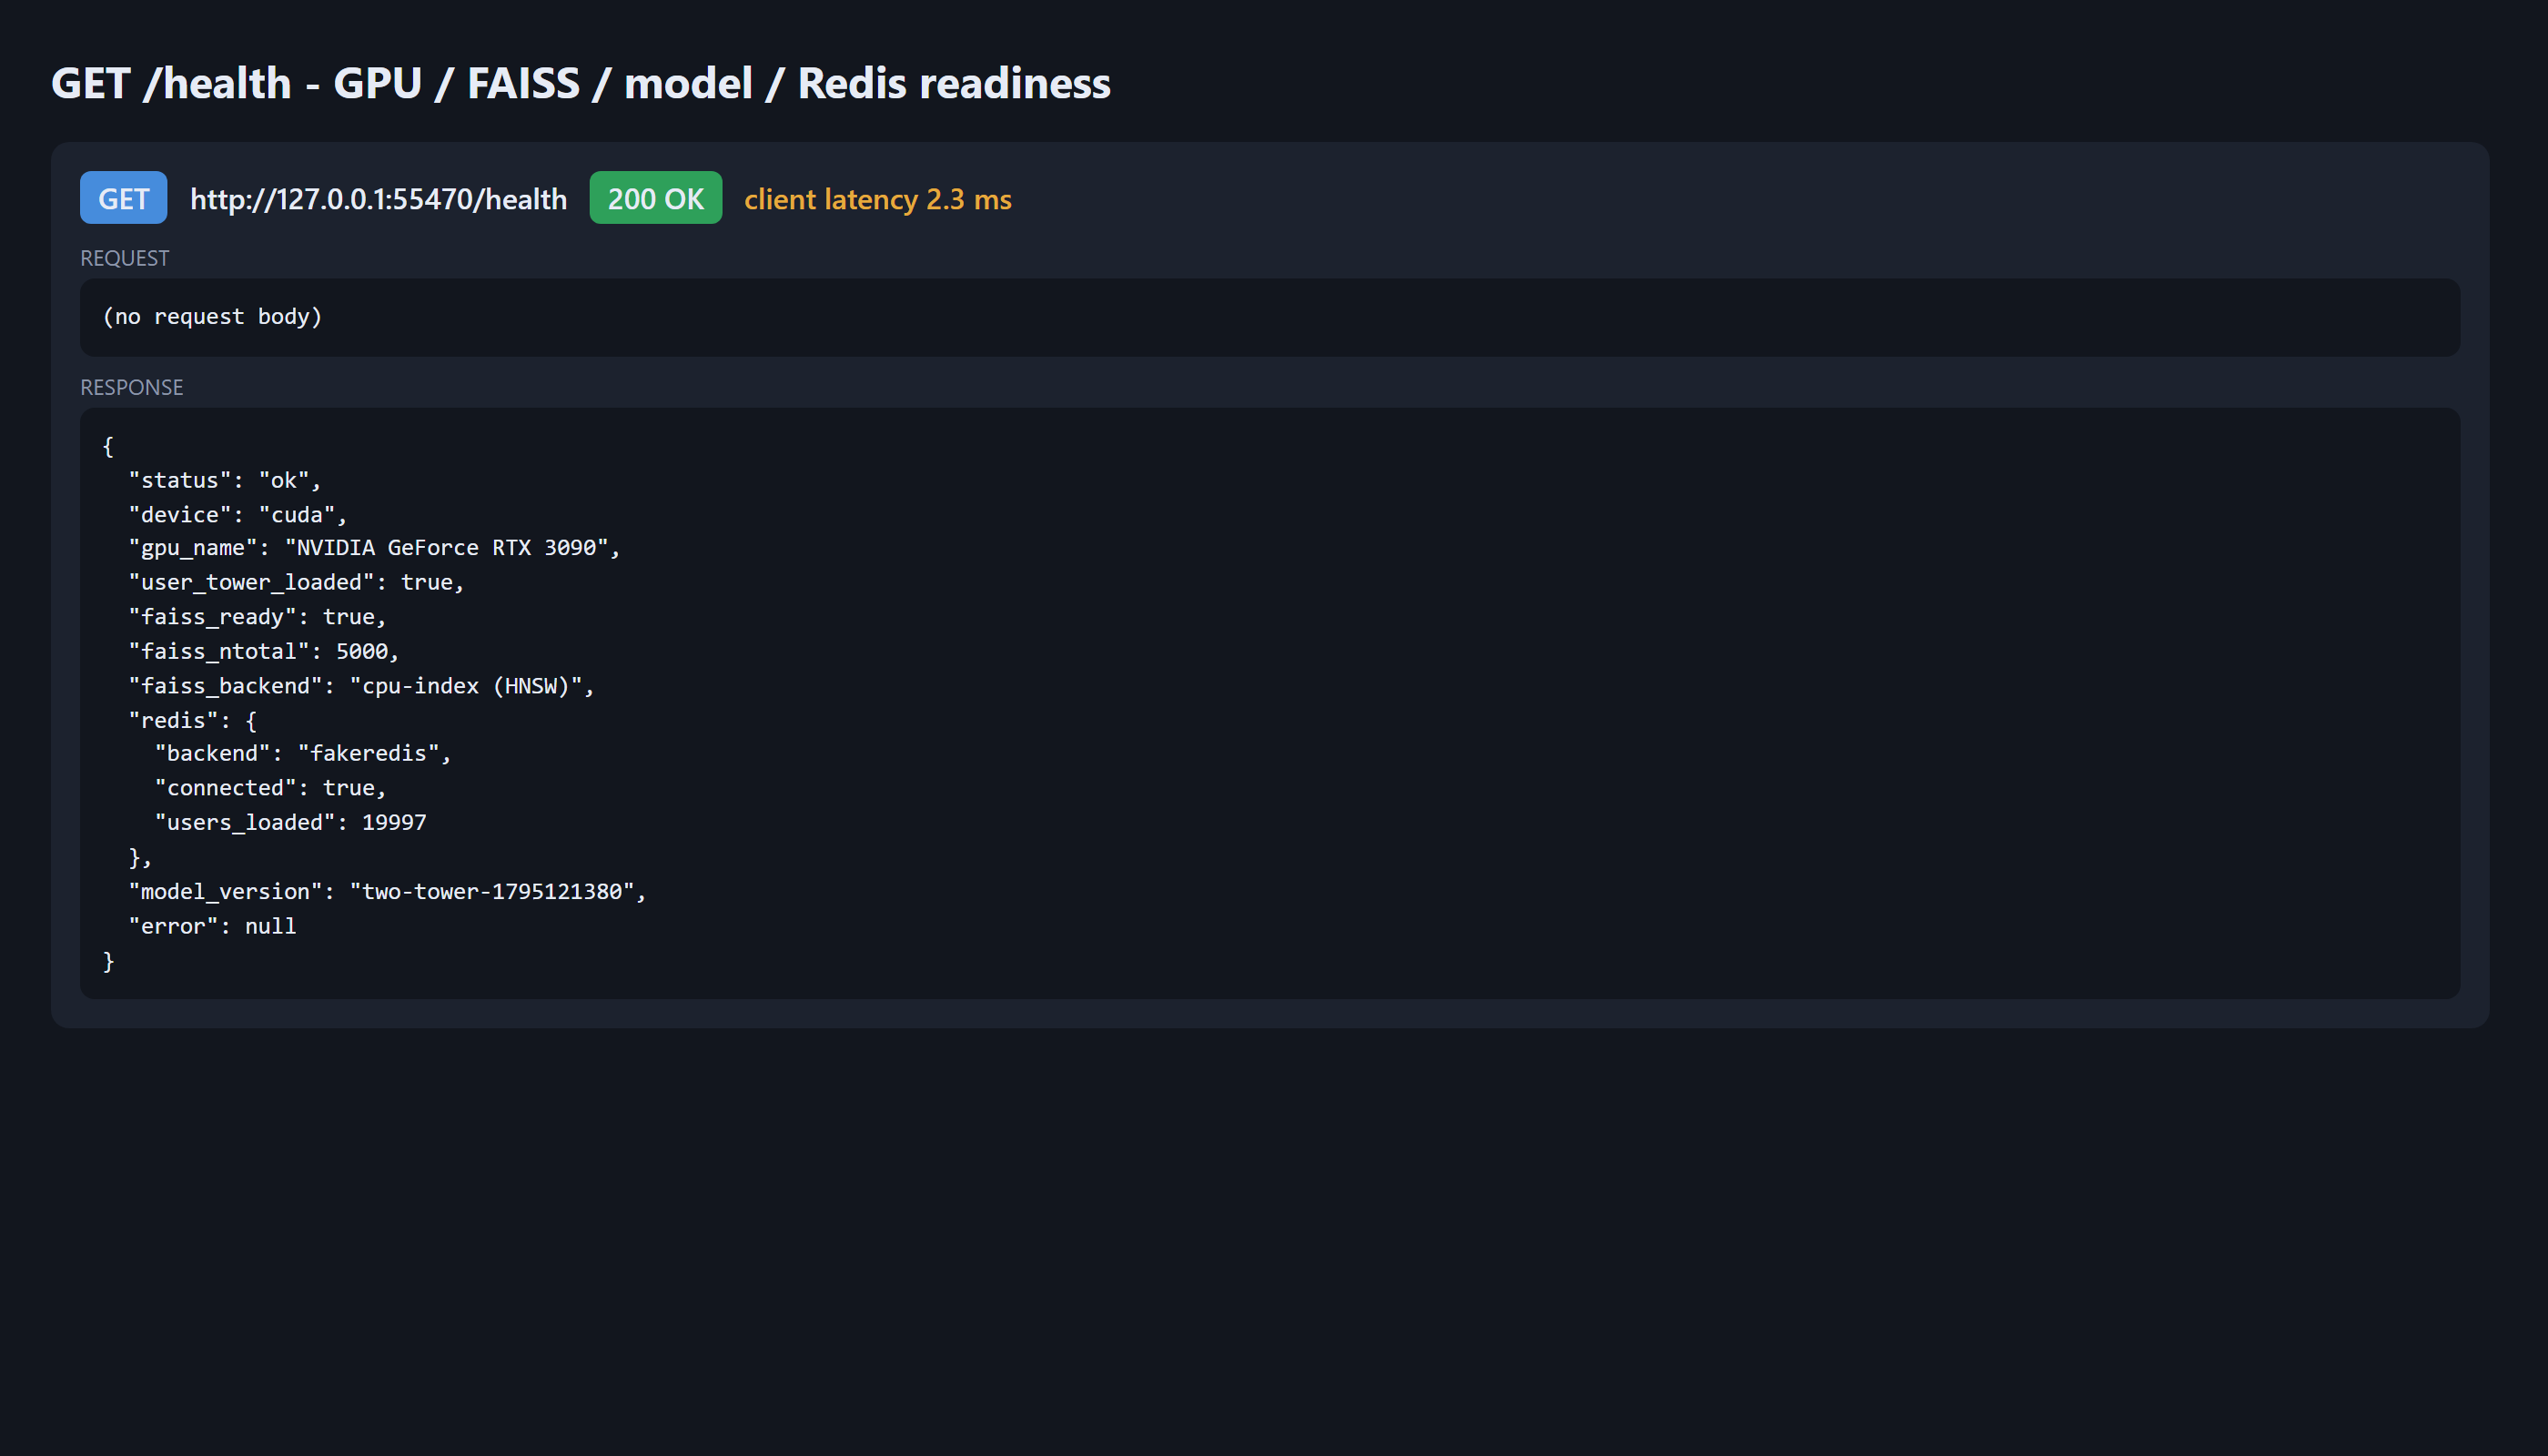 GET /health - GPU / FAISS / model / Redis readiness
GET http://127.0.0.1:55470/health 200 OK client latency 2.3 ms
REQUEST
(no request body)
RESPONSE
{
  "status": "ok",
  "device": "cuda",
  "gpu_name": "NVIDIA GeForce RTX 3090",
  "user_tower_loaded": true,
  "faiss_ready": true,
  "faiss_ntotal": 5000,
  "faiss_backend": "cpu-index (HNSW)",
  "redis": {
    "backend": "fakeredis",
    "connected": true,
    "users_loaded": 19997
  },
  "model_version": "two-tower-1795121380",
  "error": null
}